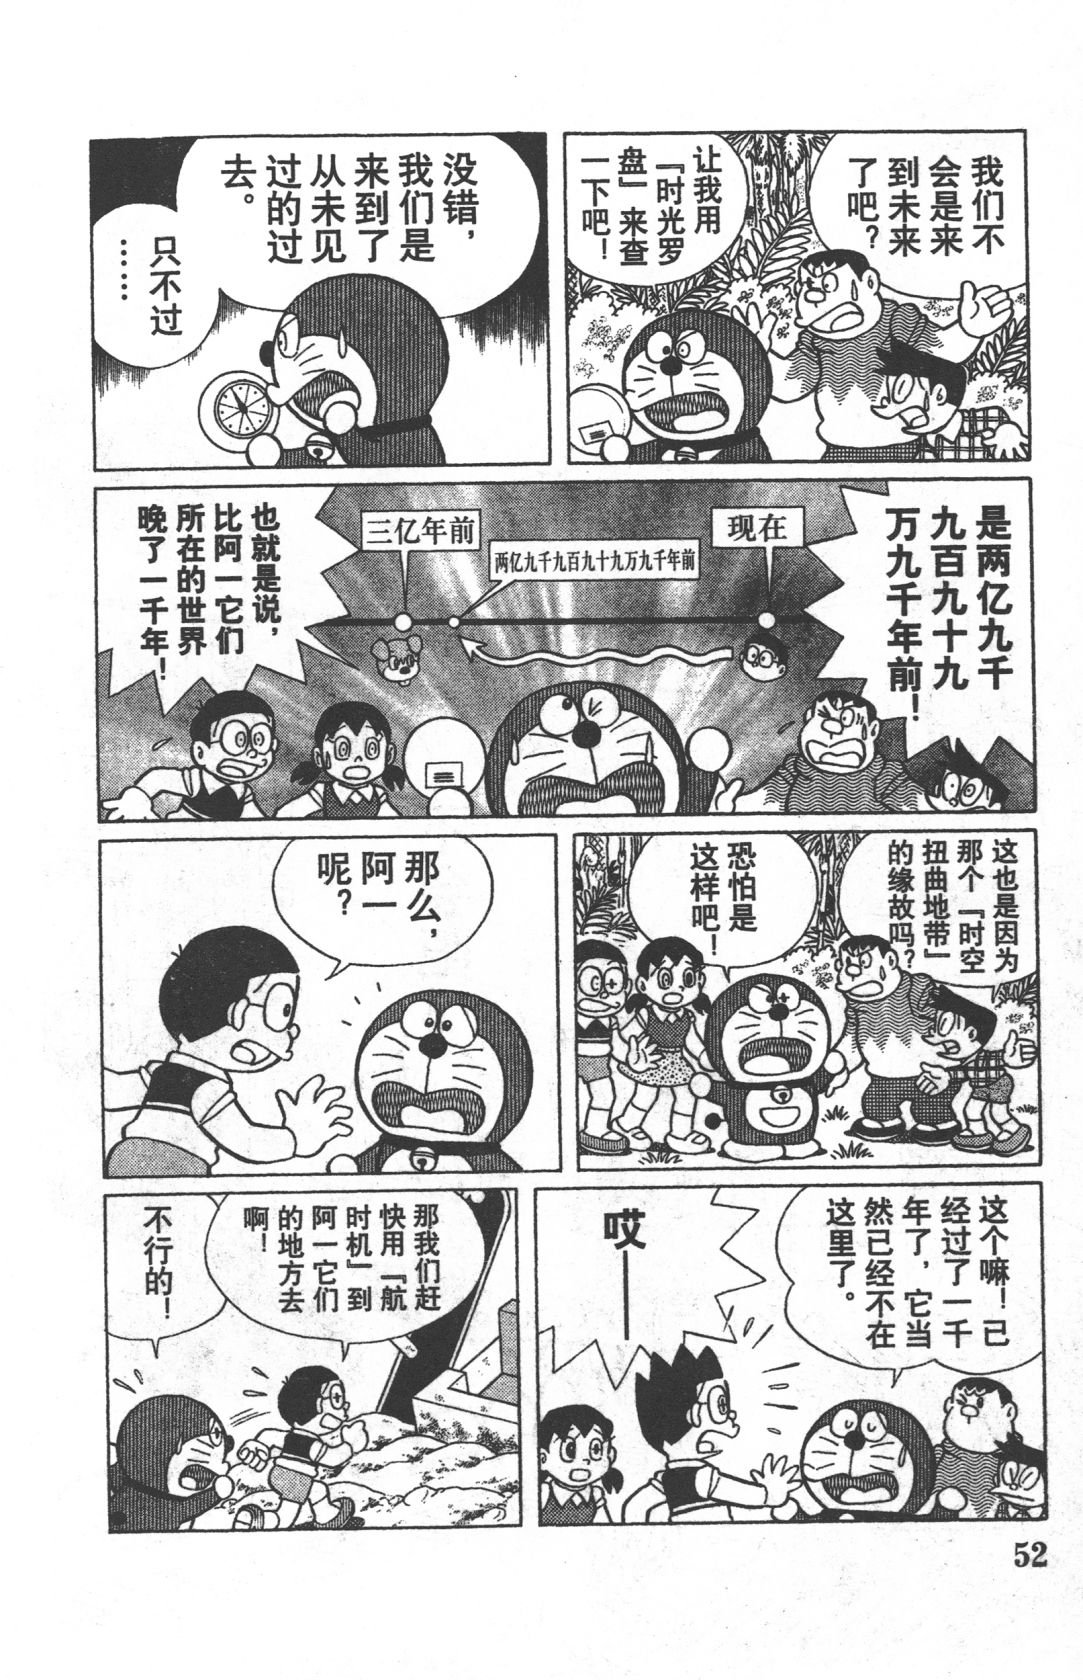 我们不
会是来
到未来
了吧?
让我用
『时光罗
盘』来查
一下吧!
没错,
我们是
来到了
从未见
过的过
去。
只不过
……
是两亿九千
九百九十九
万九千年前!
现在
两亿九千九百九十九万九千年前
三亿年前
也就是说,
比阿一它们
所在的世界
晚了一千年!
这也是因为
那个『时空
扭曲地带』
的缘故吗?
恐怕是
这样吧!
那么,
阿一
呢?
这个嘛!已
经过了一千
年了,它当
然已经不在
这里了。
哎——
那我们赶
快用『航
时机』到
阿一它们
的地方去
啊!
不行的!
52